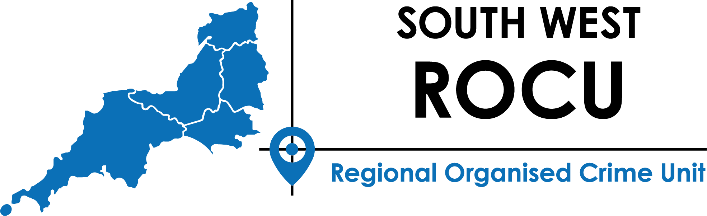 SOUTH WEST
ROCU
Regional Organised Crime Unit